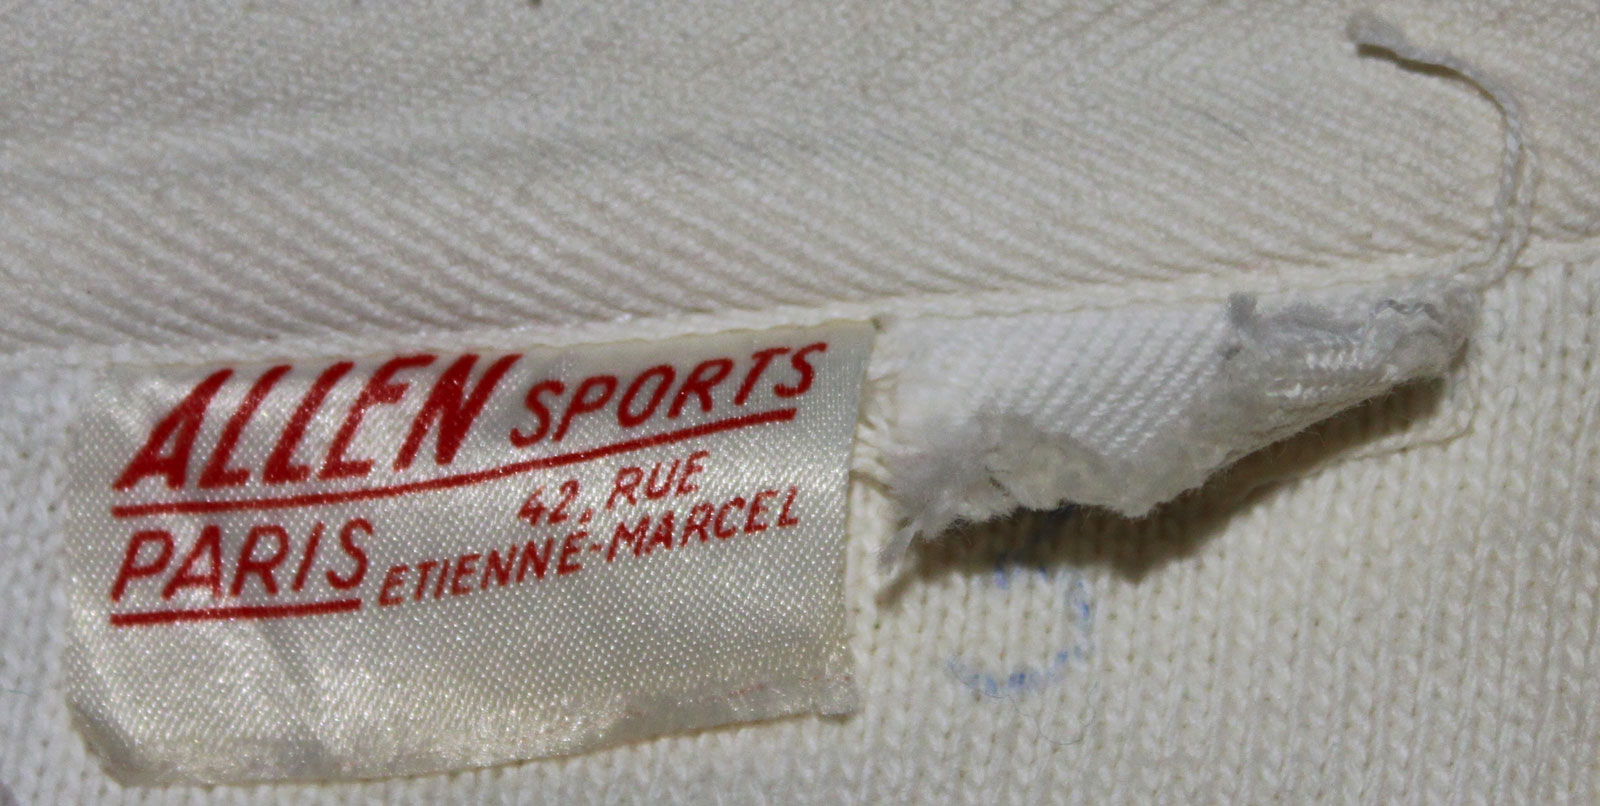 ALLEN SPORTS
PARIS
42, RUE
ETIENNE-MARCEL